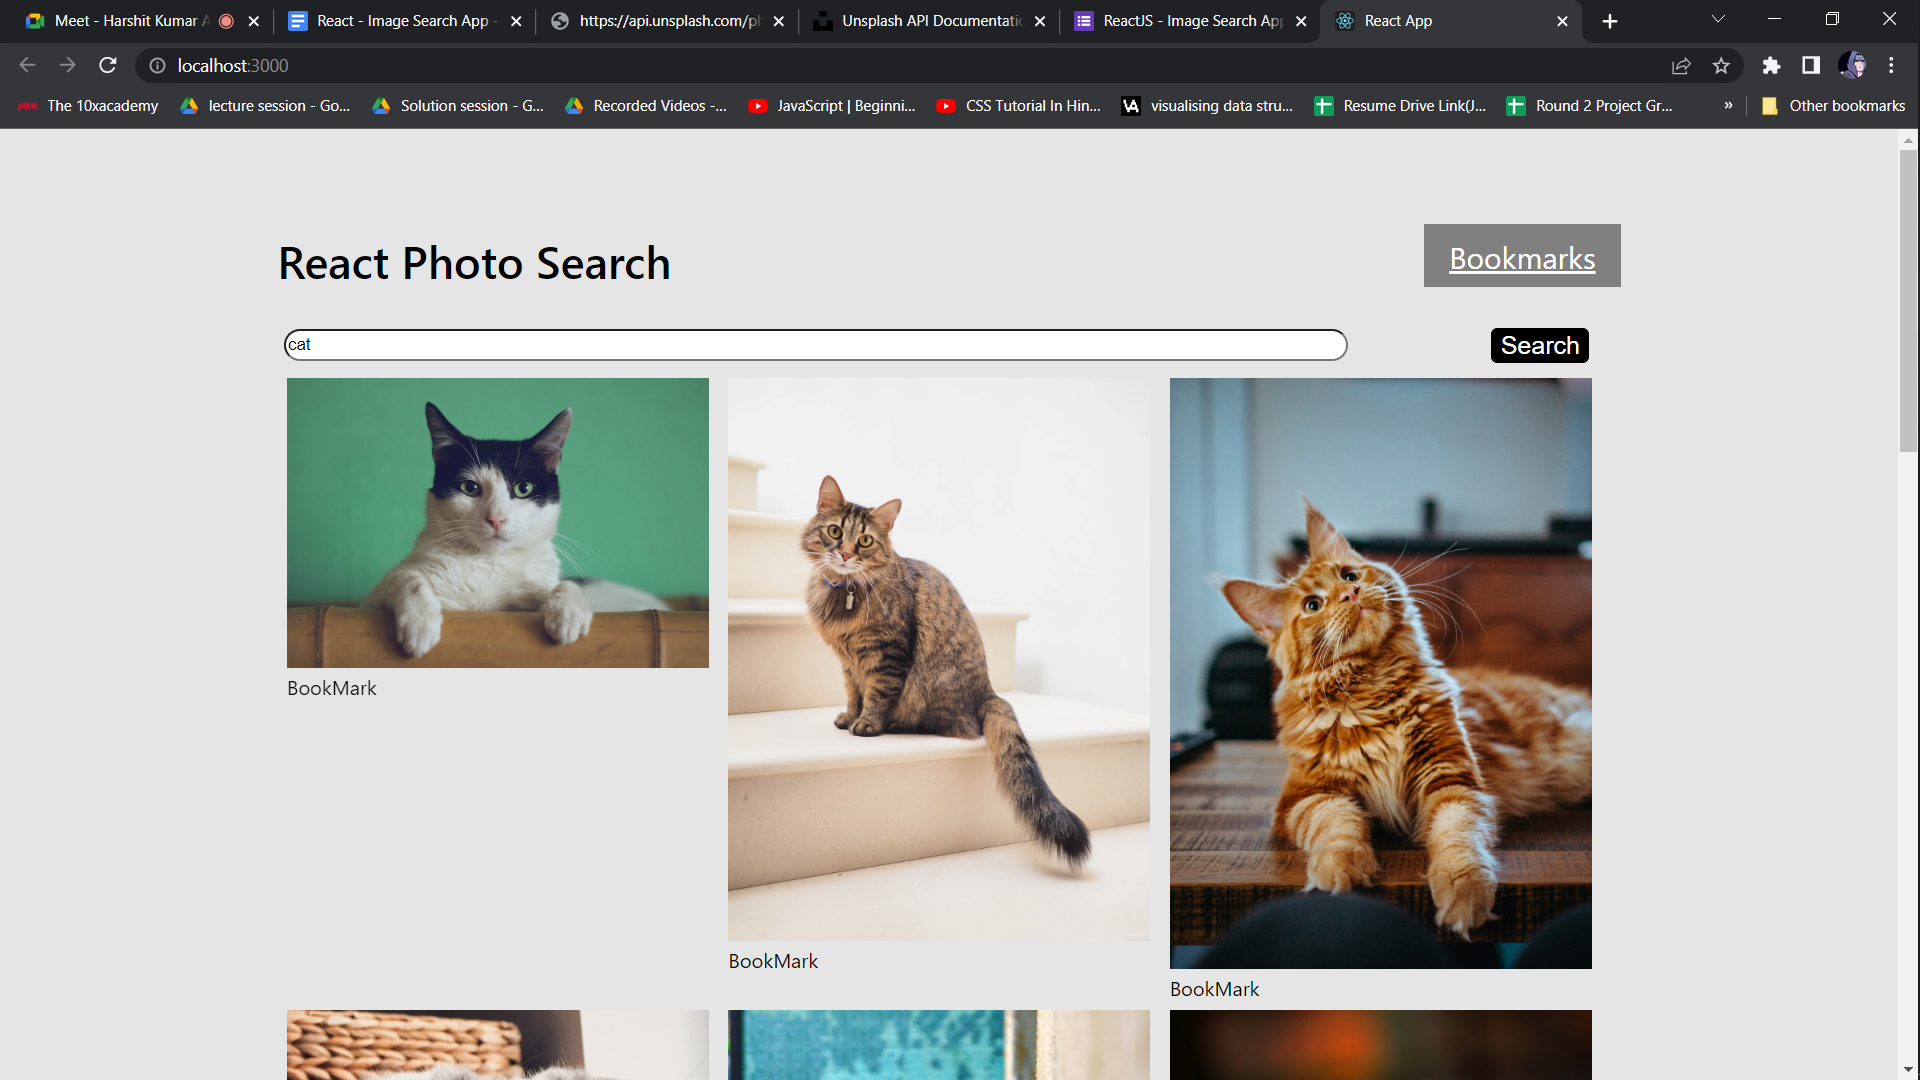 Meet - Harshit Kumar A
React - Image Search App -
https://api.unsplash.com/ph
Unsplash API Documentatic
ReactJS - Image Search App
React App
localhost:3000
The 10xacademy
lecture session - Go...
Solution session - G...
Recorded Videos -...
JavaScript | Beginni...
CSS Tutorial In Hin...
visualising data stru...
Resume Drive Link(J...
Round 2 Project Gr...
»
Other bookmarks
React Photo Search
Bookmarks
cat
Search
BookMark
BookMark
BookMark